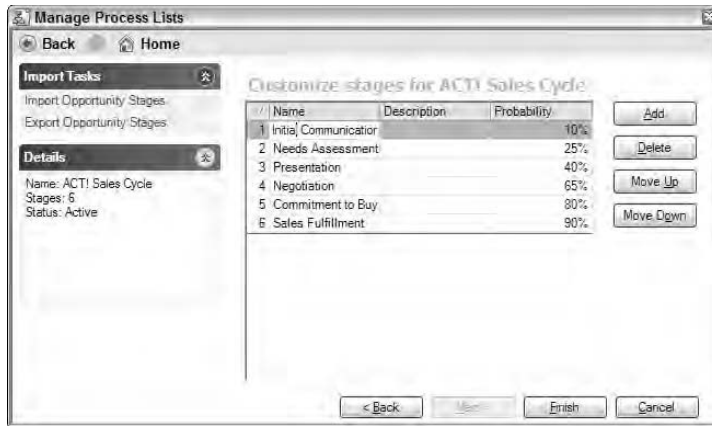 Manage Process Lists
Back Home
Import Tasks
Import Opportunity Stages
Export Opportunity Stages
Details
Name: ACT! Sales Cycle
Stages: 6
Status: Active
Customize stages for ACT! Sales Cycle
Name Description Probability
1 Initial Communication 10%
2 Needs Assessment 25%
3 Presentation 40%
4 Negotiation 65%
5 Commitment to Buy 80%
6 Sales Fulfillment 90%
Add
Delete
Move Up
Move Down
< Back Finish Cancel